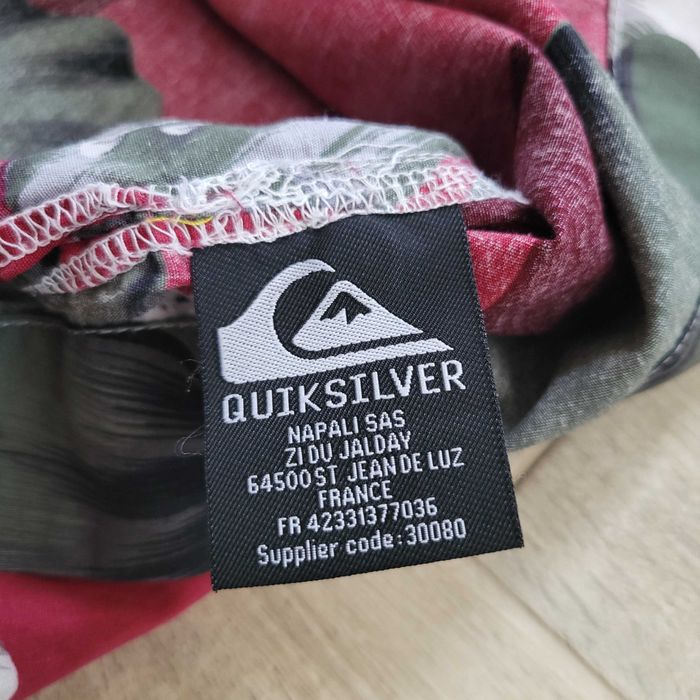 QUIKSILVER
NAPALI SAS
ZI DU JALDAY
64500 ST JEAN DE LUZ
FRANCE
FR 42331377036
Supplier code: 30080